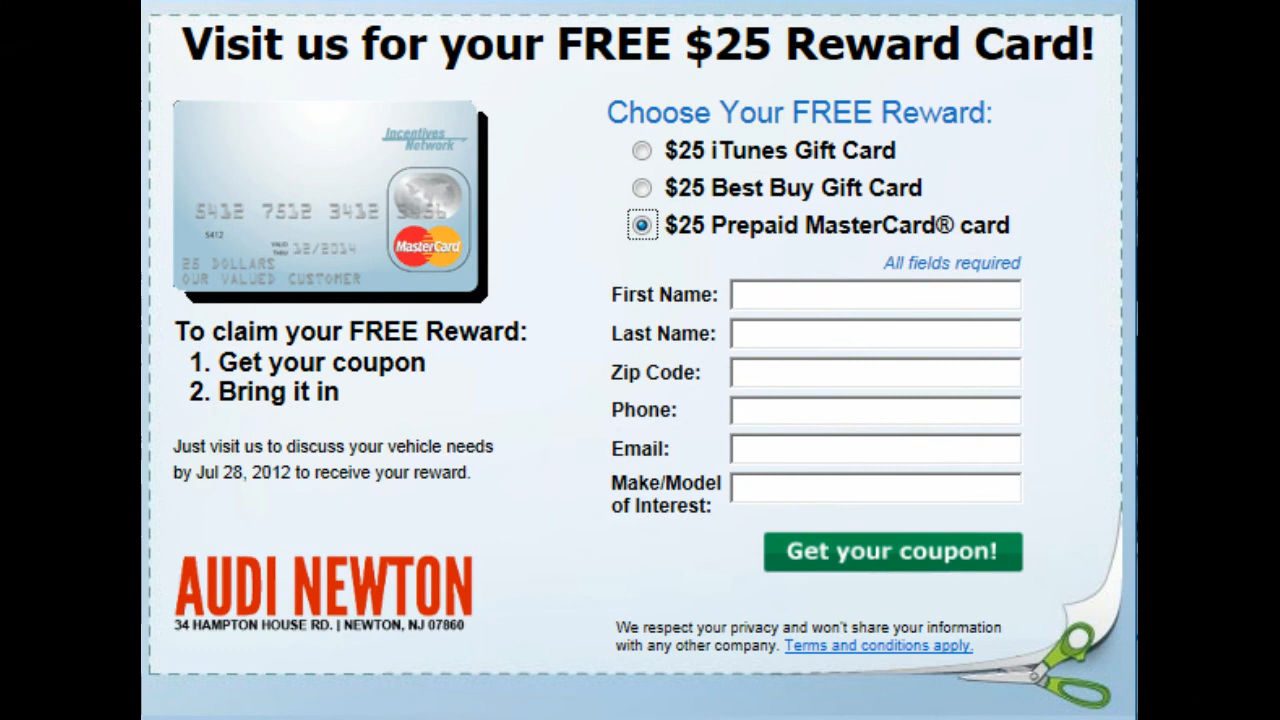 Visit us for your FREE $25 Reward Card!
Incentives
Network
5412 7512 3412 3456
5412
VALID
THRU 12/2014
MasterCard
25 DOLLARS
OUR VALUED CUSTOMER
To claim your FREE Reward:
1. Get your coupon
2. Bring it in
Just visit us to discuss your vehicle needs
by Jul 28, 2012 to receive your reward.
AUDI NEWTON
34 HAMPTON HOUSE RD. | NEWTON, NJ 07860
Choose Your FREE Reward:
$25 iTunes Gift Card
$25 Best Buy Gift Card
$25 Prepaid MasterCard® card
All fields required
First Name:
Last Name:
Zip Code:
Phone:
Email:
Make/Model
of Interest:
Get your coupon!
We respect your privacy and won't share your information
with any other company. Terms and conditions apply.